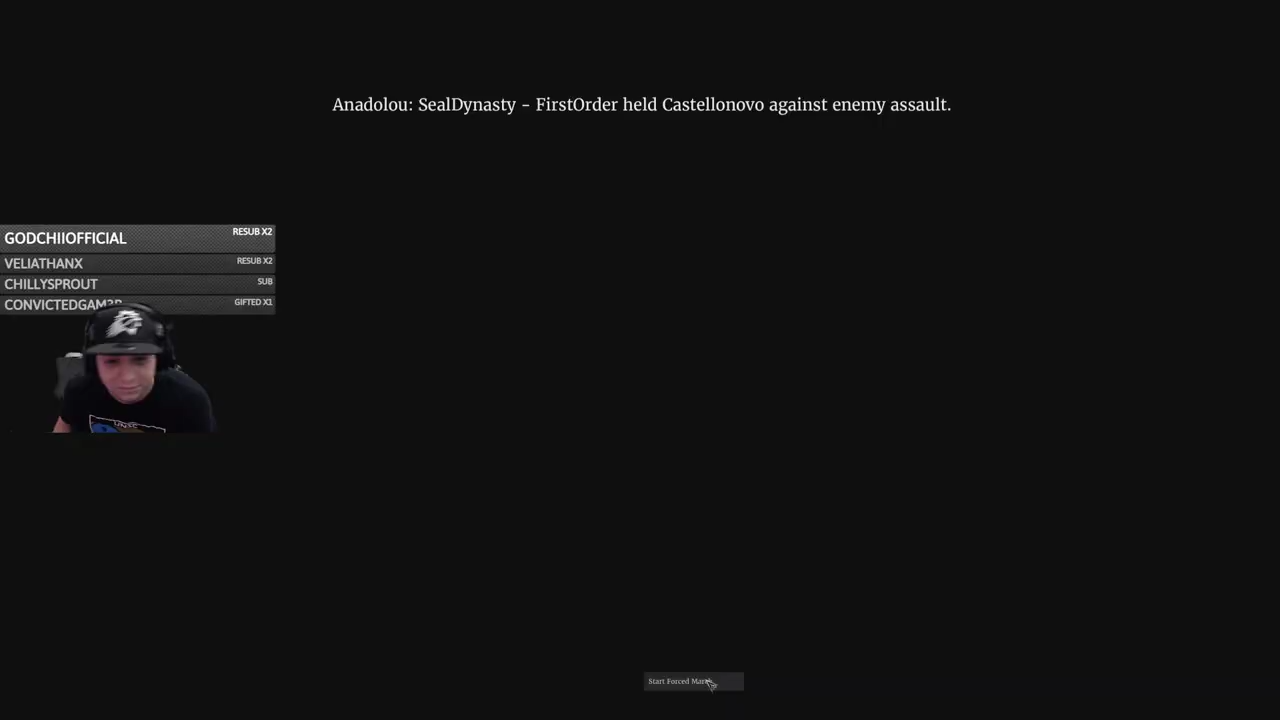 Anadolou: SealDynasty - FirstOrder held Castellonovo against enemy assault.
GODCHIIOFFICIAL RESUB X2
VELIATHANX RESUB X2
CHILLYSPROUT SUB
GIFTED X1
UNSC
Start Forced